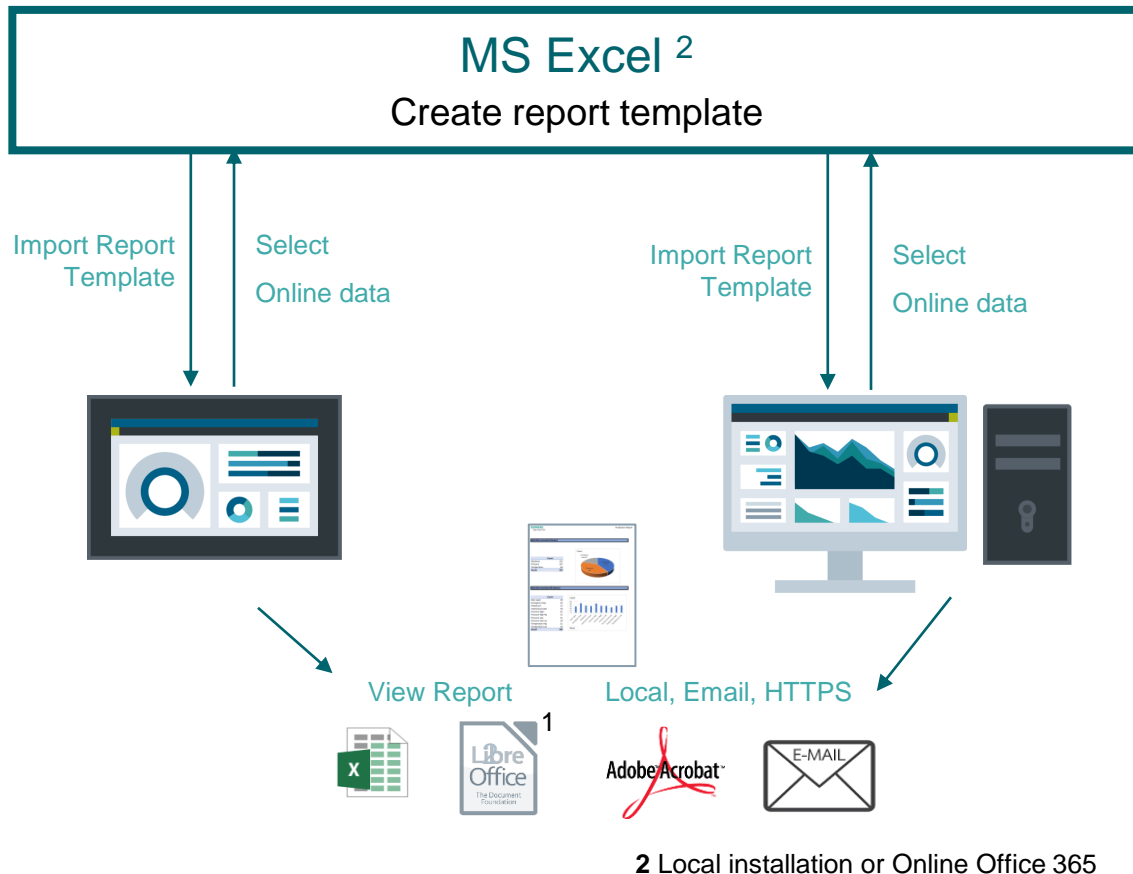 MS Excel 2
Create report template
Import Report
Template
Select
Online data
Import Report
Template
Select
Online data
View Report
Local, Email, HTTPS
1
X
Libre
2
Office
The Document
Foundation
Adobe Acrobat
E-MAIL
2 Local installation or Online Office 365